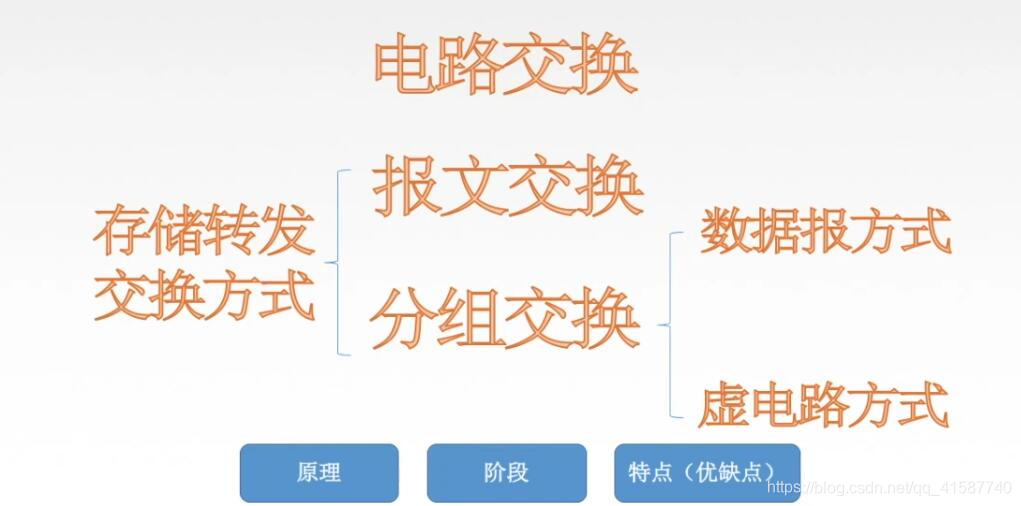 电路交换
报文交换
存储转发
交换方式
数据报方式
分组交换
虚电路方式
原理
阶段
特点（优缺点）
https://blog.csdn.net/qq_41587740